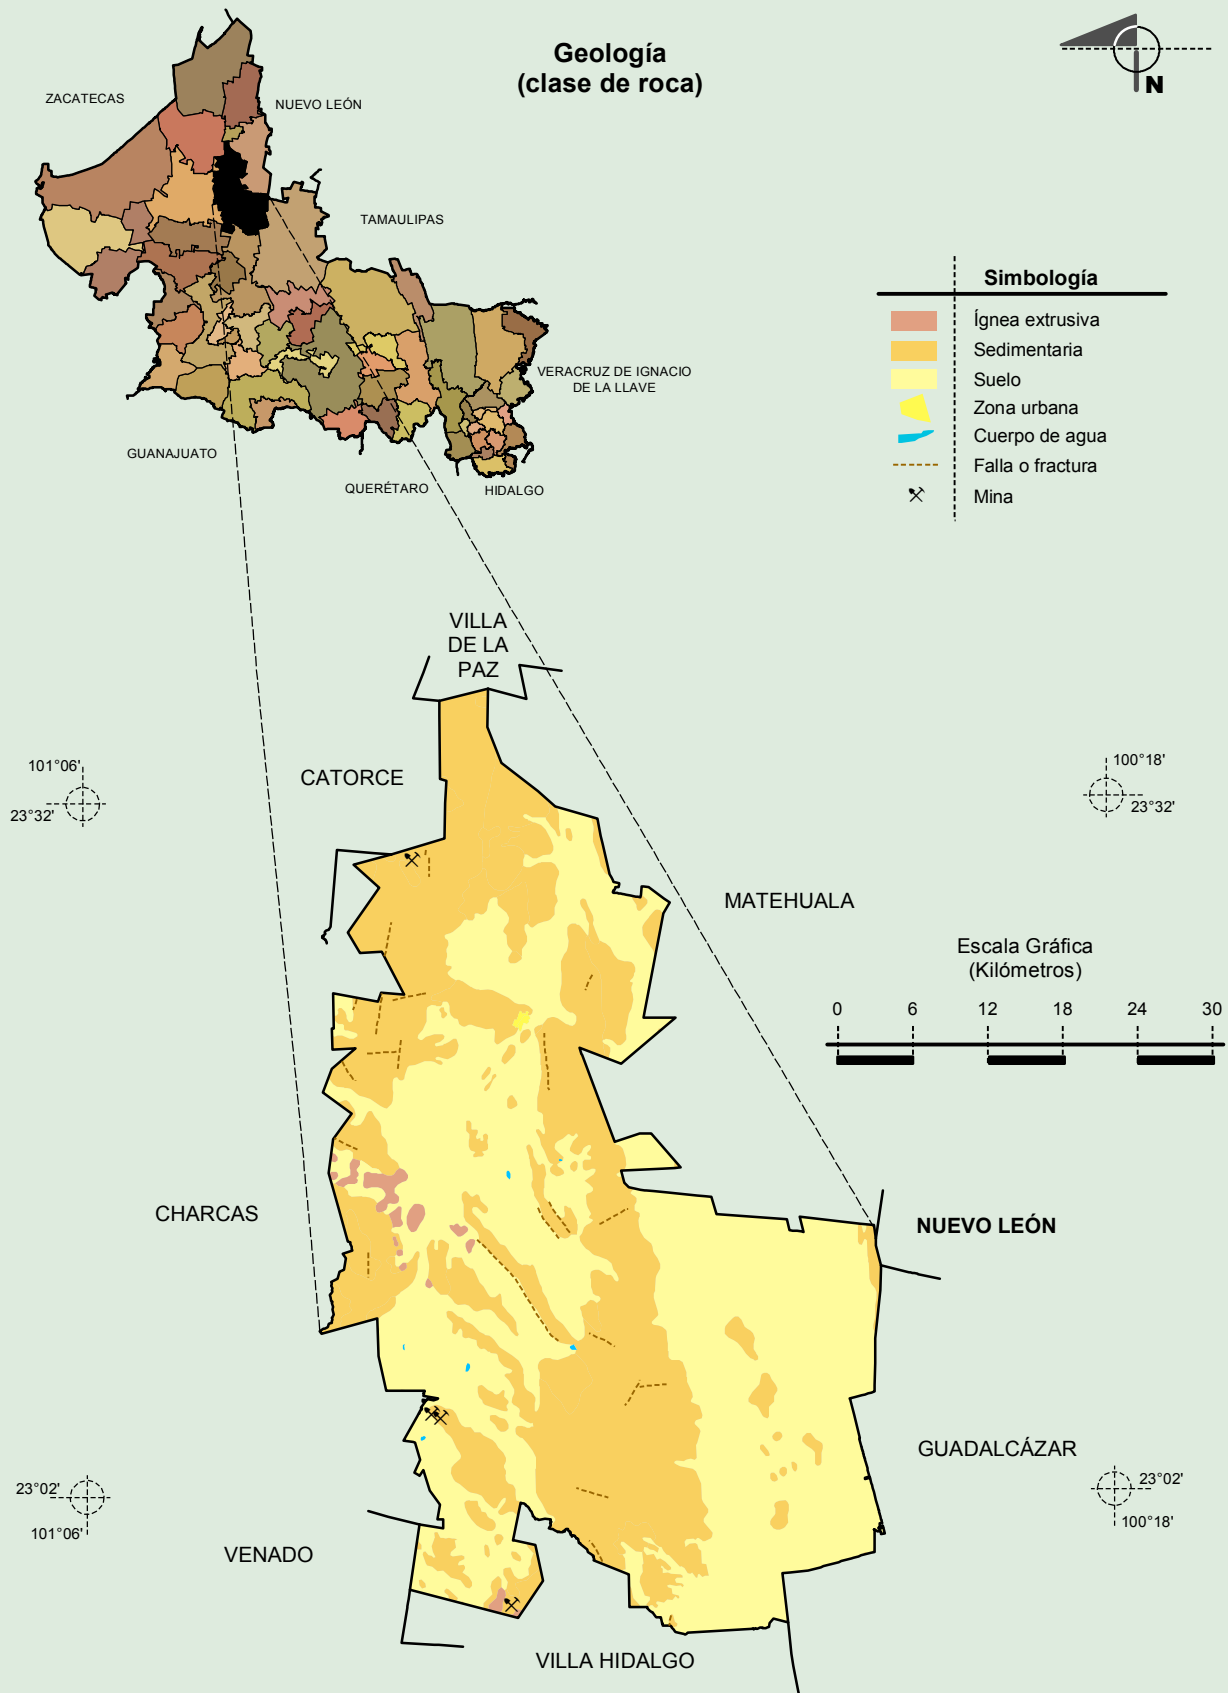 Geología
(clase de roca)
N
ZACATECAS
NUEVO LEÓN
TAMAULIPAS
VERACRUZ DE IGNACIO
DE LA LLAVE
GUANAJUATO
QUERÉTARO
HIDALGO
Simbología
Ígnea extrusiva
Sedimentaria
Suelo
Zona urbana
Cuerpo de agua
Falla o fractura
Mina
VILLA
DE LA
PAZ
CATORCE
101°06'
23°32'
100°18'
23°32'
MATEHUALA
Escala Gráfica
(Kilómetros)
0 6 12 18 24 30
CHARCAS
NUEVO LEÓN
GUADALCÁZAR
23°02'
101°06'
23°02'
100°18'
VENADO
VILLA HIDALGO